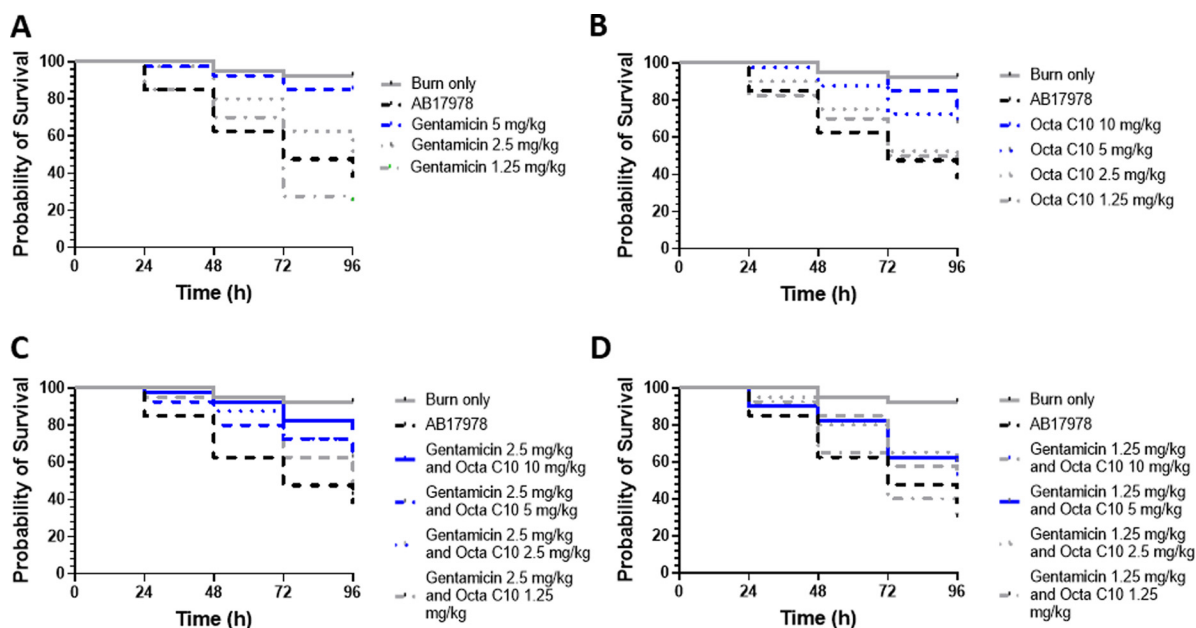 A
Probability of Survival
100
80
60
40
20
0
0 24 48 72 96
Time (h)
Burn only
AB17978
Gentamicin 5 mg/kg
Gentamicin 2.5 mg/kg
Gentamicin 1.25 mg/kg
B
Probability of Survival
100
80
60
40
20
0
0 24 48 72 96
Time (h)
Burn only
AB17978
Octa C10 10 mg/kg
Octa C10 5 mg/kg
Octa C10 2.5 mg/kg
Octa C10 1.25 mg/kg
C
Probability of Survival
100
80
60
40
20
0
0 24 48 72 96
Time (h)
Burn only
AB17978
Gentamicin 2.5 mg/kg
and Octa C10 10 mg/kg
Gentamicin 2.5 mg/kg
and Octa C10 5 mg/kg
Gentamicin 2.5 mg/kg
and Octa C10 2.5 mg/kg
Gentamicin 2.5 mg/kg
and Octa C10 1.25
mg/kg
D
Probability of Survival
100
80
60
40
20
0
0 24 48 72 96
Time (h)
Burn only
AB17978
Gentamicin 1.25 mg/kg
and Octa C10 10 mg/kg
Gentamicin 1.25 mg/kg
and Octa C10 5 mg/kg
Gentamicin 1.25 mg/kg
and Octa C10 2.5 mg/kg
Gentamicin 1.25 mg/kg
and Octa C10 1.25
mg/kg